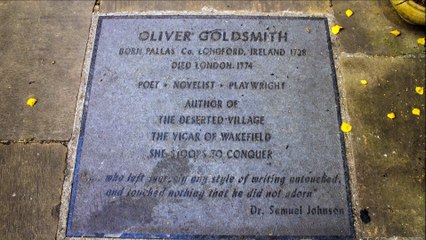 OLIVER GOLDSMITH
BORN PALLAS Co. LONGFORD, IRELAND 1728
DIED LONDON, 1774
POET • NOVELIST • PLAYWRIGHT
AUTHOR OF
THE DESERTED VILLAGE
THE VICAR OF WAKEFIELD
SHE STOOPS TO CONQUER
who left scarcely any style of writing untouched,
and touched nothing that he did not adorn"
Dr. Samuel Johnson